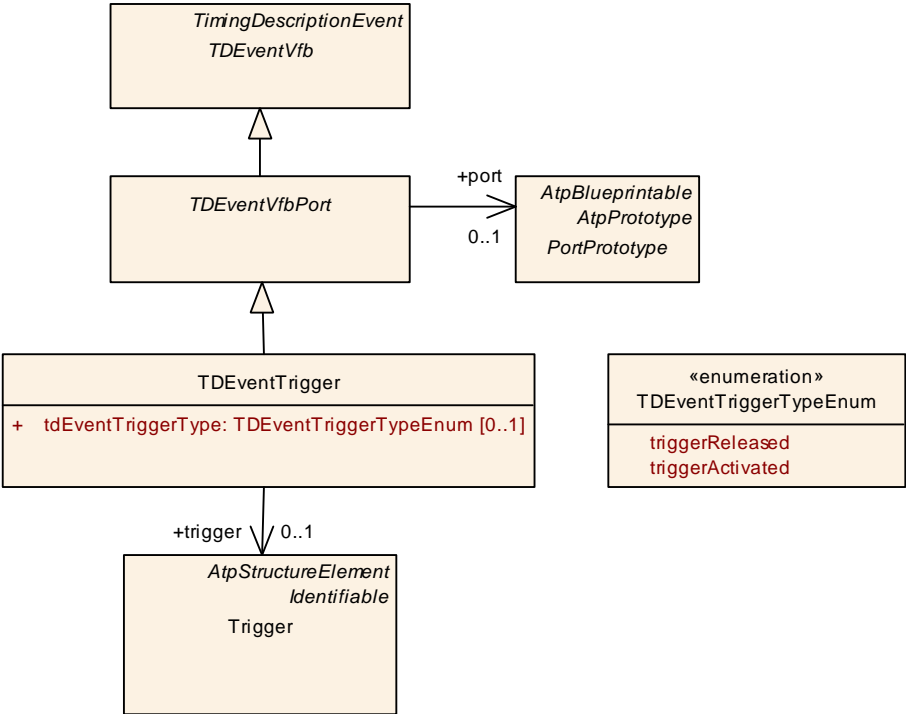 TimingDescriptionEvent
TDEventVfb
TDEventVfbPort
+port
0..1
AtpBlueprintable
AtpPrototype
PortPrototype
TDEventTrigger
+ tdEventTriggerType: TDEventTriggerTypeEnum [0..1]
«enumeration»
TDEventTriggerTypeEnum
triggerReleased
triggerActivated
+trigger 0..1
AtpStructureElement
Identifiable
Trigger